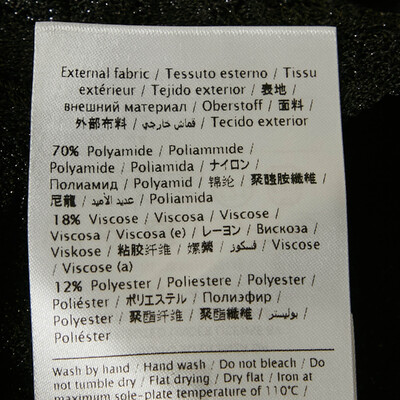 External fabric / Tessuto esterno / Tissu
extérieur / Tejido exterior / 表地 /
внешний материал / Oberstoff / 面料 /
外部布料 / قماش خارجي / Tecido exterior
70% Polyamide / Poliammide /
Polyamide / Poliamida / ナイロン /
Полиамид / Polyamid / 锦纶 / 聚醯胺纖維 /
尼龍 / عديد الأميد / Poliamida
18% Viscose / Viscosa / Viscose /
Viscosa / Viscosa (e) / レーヨン / Вискоза /
Viskose / 粘胶纤维 / 嫘縈 / فسكوز / Viscose
/ Viscose (a)
12% Polyester / Poliestere / Polyester /
Poliéster / ポリエステル / Полиэфир /
Polyester / 聚酯纤维 / 聚酯纖維 / بوليستر /
Poliéster
Wash by hand / Hand wash / Do not bleach / Do
not tumble dry / Flat drying / Dry flat / Iron at
maximum sole-plate temperature of 110°C /